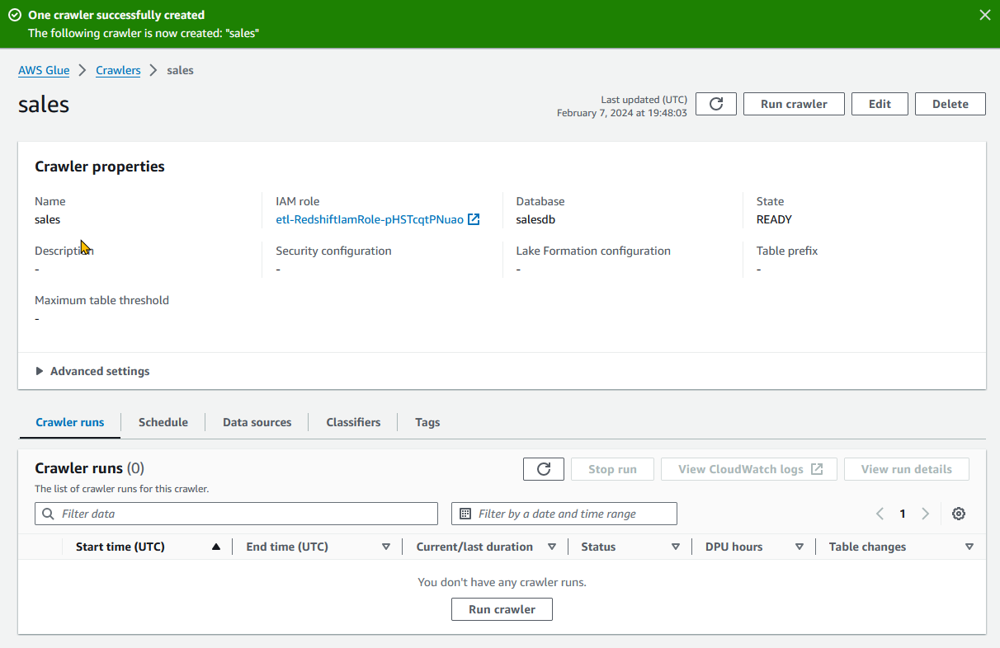 One crawler successfully created
The following crawler is now created: "sales"
AWS Glue
Crawlers
sales
sales
Last updated (UTC)
February 7, 2024 at 19:48:03
Run crawler
Edit
Delete
Crawler properties
Name
sales
IAM role
etl-RedshiftIamRole-pHSTcqtPNuao
Database
salesdb
State
READY
Description
-
Security configuration
-
Lake Formation configuration
-
Table prefix
-
Maximum table threshold
-
Advanced settings
Crawler runs
Schedule
Data sources
Classifiers
Tags
Crawler runs (0)
The list of crawler runs for this crawler.
Stop run
View CloudWatch logs
View run details
Filter data
Filter by a date and time range
1
Start time (UTC)
End time (UTC)
Current/last duration
Status
DPU hours
Table changes
You don't have any crawler runs.
Run crawler